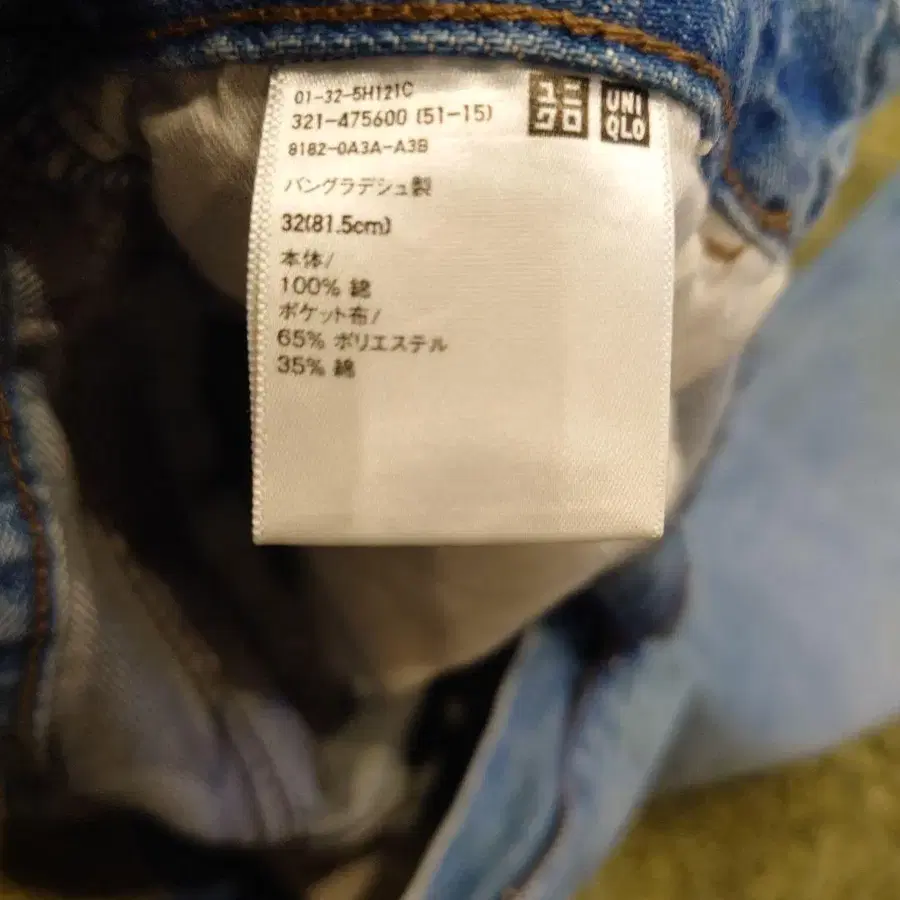 01-32-5H121C
321-475600 (51-15)
8182-0A3A-A3B
ユニ
クロ
UNI
QLO
バングラデシュ製
32(81.5cm)
本体/
100% 綿
ポケット布/
65% ポリエステル
35% 綿